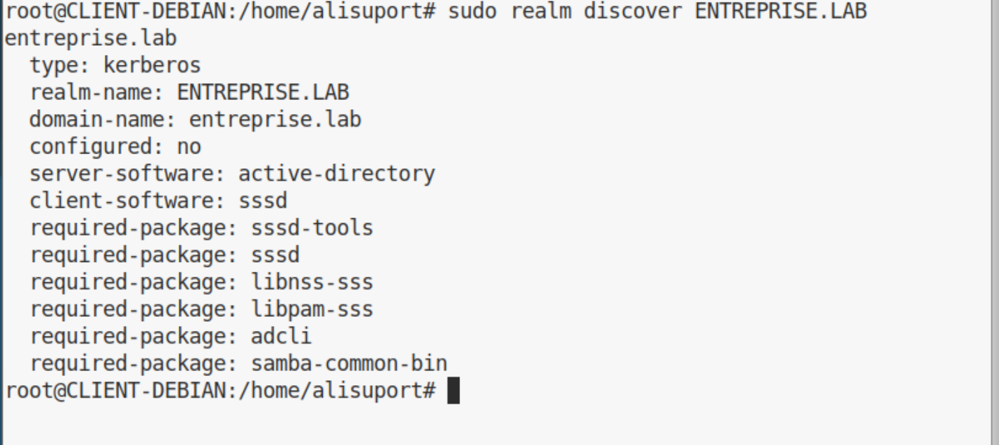 root@CLIENT-DEBIAN:/home/alisuport# sudo realm discover ENTREPRISE.LAB
entreprise.lab
  type: kerberos
  realm-name: ENTREPRISE.LAB
  domain-name: entreprise.lab
  configured: no
  server-software: active-directory
  client-software: sssd
  required-package: sssd-tools
  required-package: sssd
  required-package: libnss-sss
  required-package: libpam-sss
  required-package: adcli
  required-package: samba-common-bin
root@CLIENT-DEBIAN:/home/alisuport#